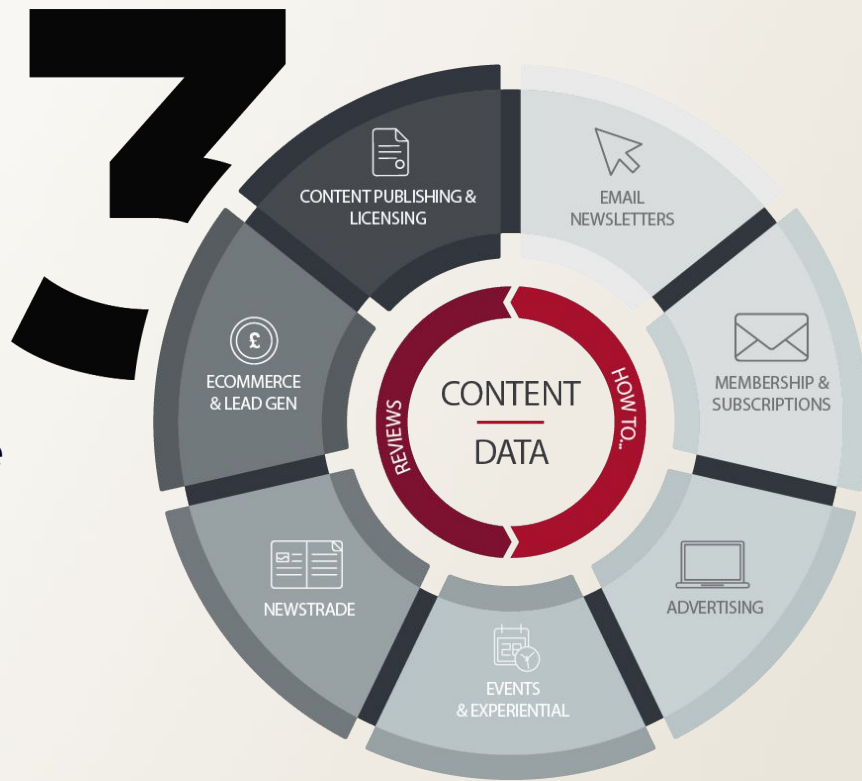 3
CONTENT PUBLISHING &
LICENSING
EMAIL
NEWSLETTERS
MEMBERSHIP &
SUBSCRIPTIONS
ADVERTISING
EVENTS
& EXPERIENTIAL
NEWSTRADE
£
ECOMMERCE
& LEAD GEN
REVIEWS
HOW TO...
CONTENT
DATA
e